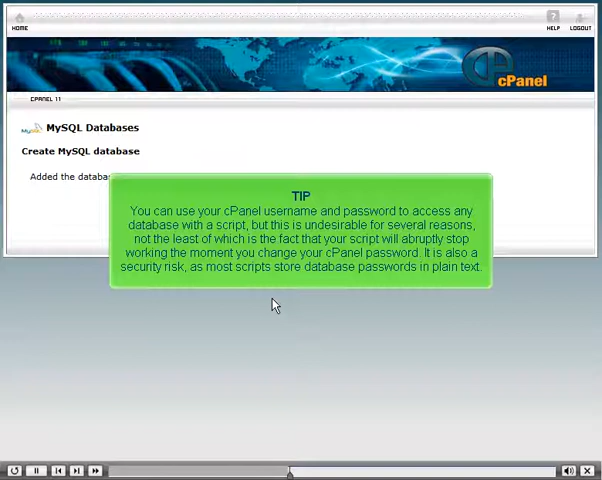 HOME
HELP
LOGOUT
cPanel
CPANEL 11
MySQL Databases
Create MySQL database
Added the databa
TIP
You can use your cPanel username and password to access any
database with a script, but this is undesirable for several reasons,
not the least of which is the fact that your script will abruptly stop
working the moment you change your cPanel password. It is also a
security risk, as most scripts store database passwords in plain text.